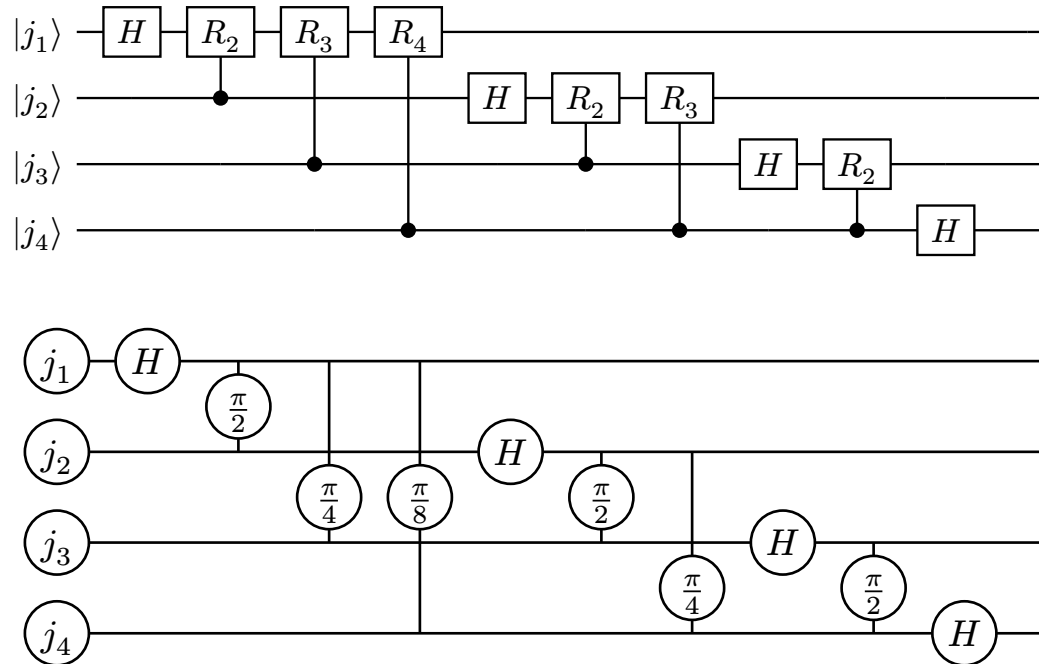 |j₁⟩ H R₂ R₃ R₄
|j₂⟩ H R₂ R₃
|j₃⟩ H R₂
|j₄⟩ H
j₁ H
π/2
j₂ H
π/4 π/8 π/2
j₃ H
π/4 π/2
j₄ H